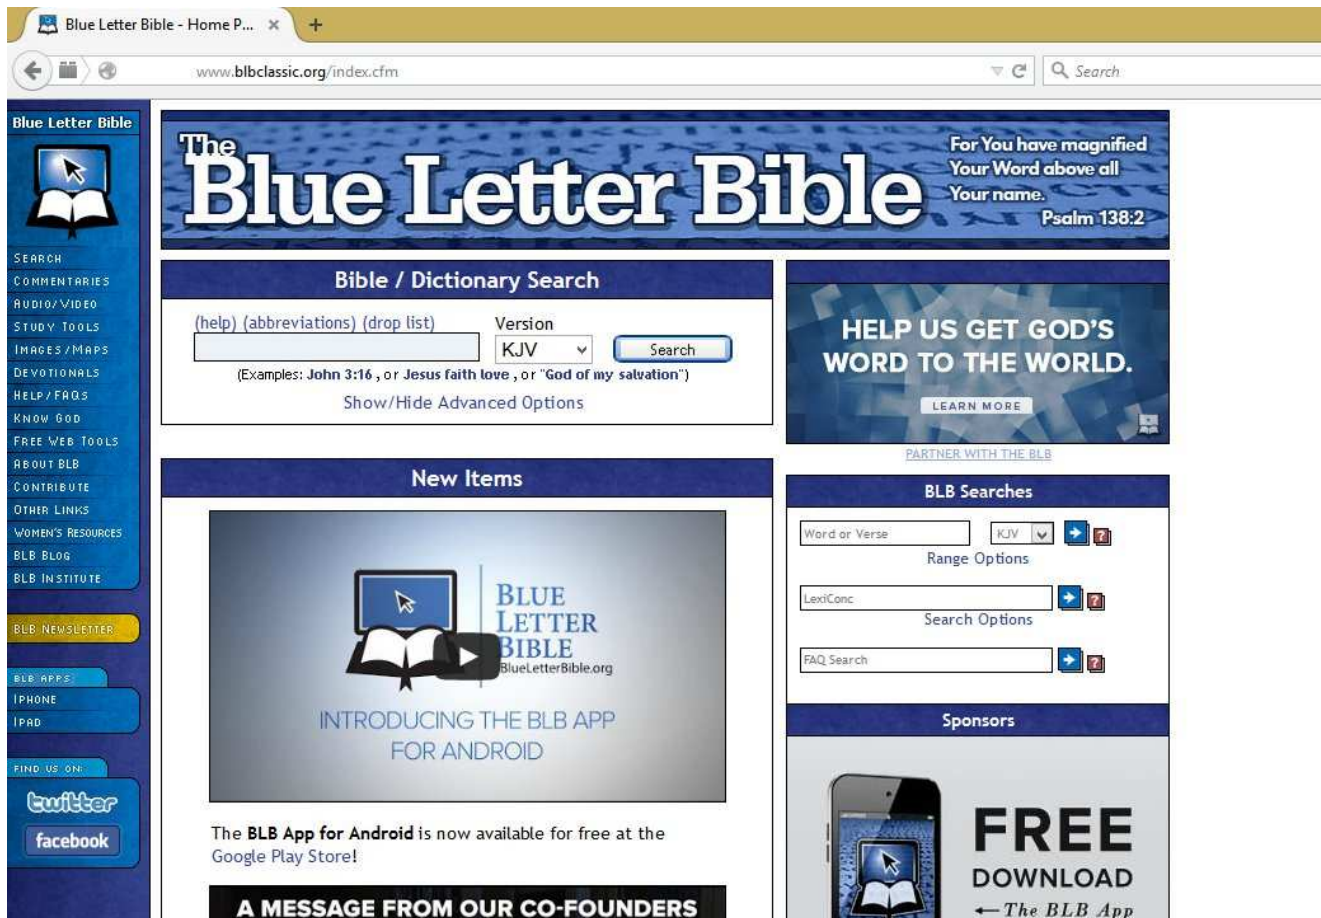 Blue Letter Bible - Home P...
www.blbclassic.org/index.cfm
Search
Blue Letter Bible
SEARCH
COMMENTARIES
AUDIO/VIDEO
STUDY TOOLS
IMAGES/MAPS
DEVOTIONALS
HELP/FAQS
KNOW GOD
FREE WEB TOOLS
ABOUT BLB
CONTRIBUTE
OTHER LINKS
WOMEN'S RESOURCES
BLB BLOG
BLB INSTITUTE
BLB NEWSLETTER
BLB APPS:
IPHONE
IPAD
FIND US ON:
twitter
facebook
The
Blue Letter Bible
For You have magnified
Your Word above all
Your name.
Psalm 138:2
Bible / Dictionary Search
(help) (abbreviations) (drop list) Version
KJV Search
(Examples: John 3:16 , or Jesus faith love , or "God of my salvation")
Show/Hide Advanced Options
New Items
BLUE
LETTER
BIBLE
BlueLetterBible.org
INTRODUCING THE BLB APP
FOR ANDROID
The BLB App for Android is now available for free at the
Google Play Store!
A MESSAGE FROM OUR CO-FOUNDERS
HELP US GET GOD'S
WORD TO THE WORLD.
LEARN MORE
PARTNER WITH THE BLB
BLB Searches
Word or Verse KJV ?
Range Options
LexiConc ?
Search Options
FAQ Search ?
Sponsors
FREE
DOWNLOAD
←The BLB App